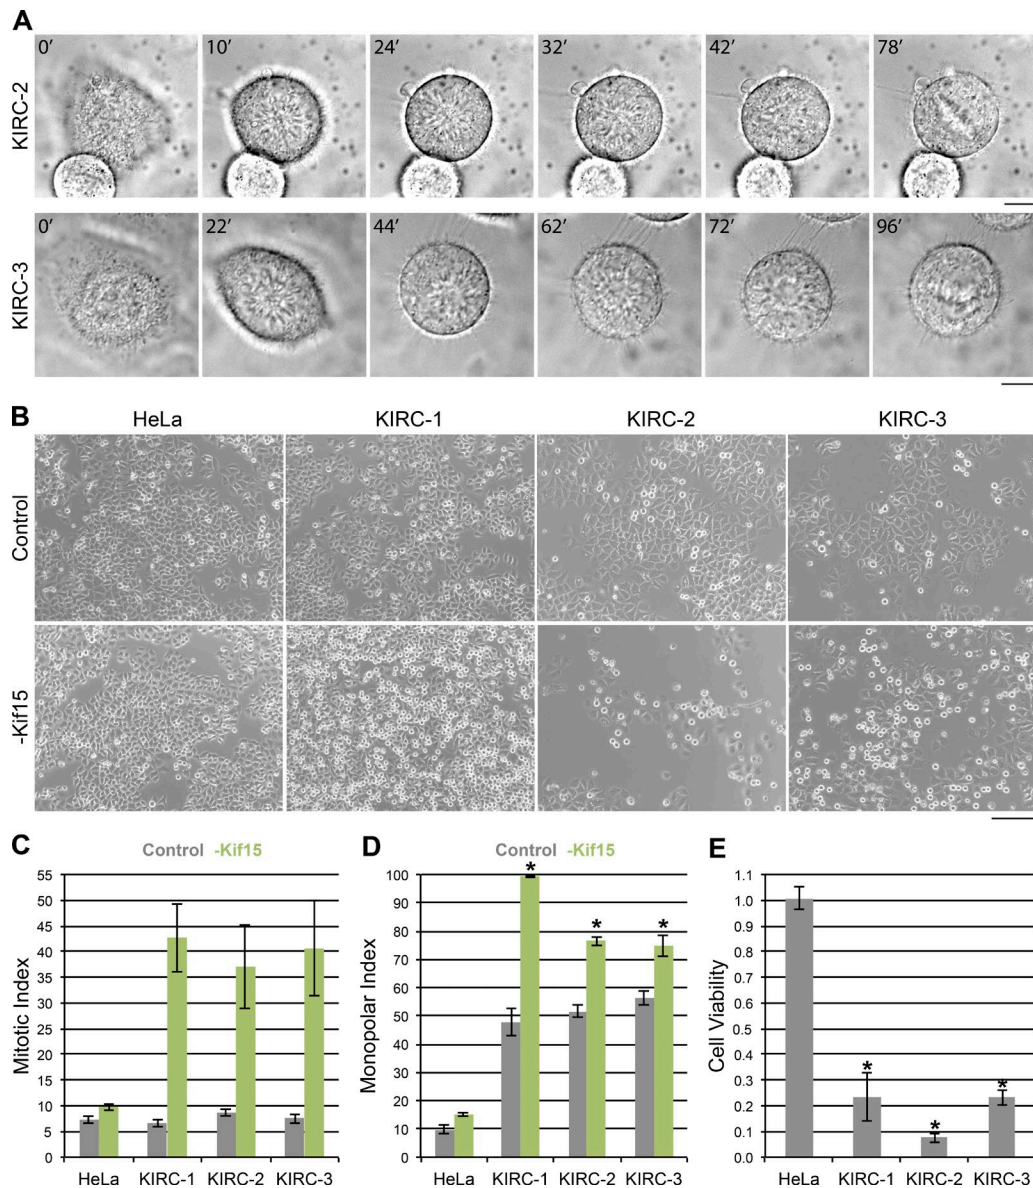 A
KIRC-2
0′ 10′ 24′ 32′ 42′ 78′
KIRC-3
0′ 22′ 44′ 62′ 72′ 96′
B
HeLa KIRC-1 KIRC-2 KIRC-3
Control
-Kif15
C
Control -Kif15
Mitotic Index
55
50
45
40
35
30
25
20
15
10
5
0
HeLa KIRC-1 KIRC-2 KIRC-3
D
Control -Kif15
Monopolar Index
100
90
80
70
60
50
40
30
20
10
0
* * *
HeLa KIRC-1 KIRC-2 KIRC-3
E
Cell Viability
1.1
1.0
0.9
0.8
0.7
0.6
0.5
0.4
0.3
0.2
0.1
0.0
* * *
HeLa KIRC-1 KIRC-2 KIRC-3